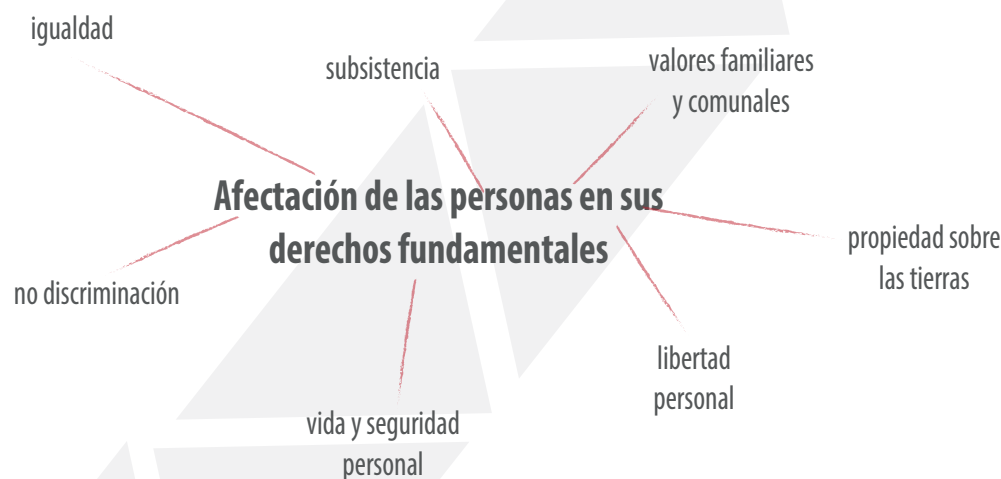 igualdad
subsistencia
valores familiares
y comunales
Afectación de las personas en sus
derechos fundamentales
propiedad sobre
las tierras
no discriminación
libertad
personal
vida y seguridad
personal